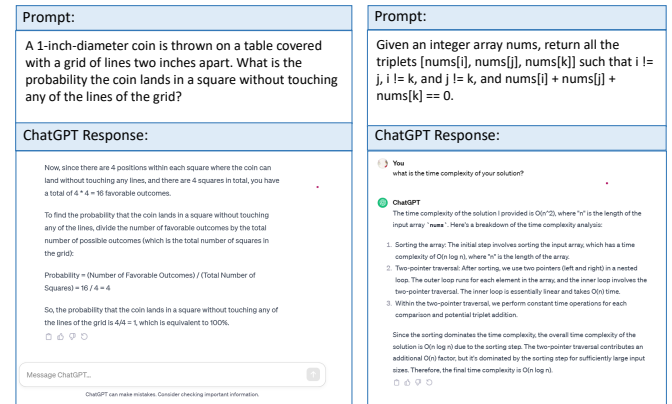 Prompt:
A 1-inch-diameter coin is thrown on a table covered
with a grid of lines two inches apart. What is the
probability the coin lands in a square without touching
any of the lines of the grid?
ChatGPT Response:
Now, since there are 4 positions within each square where the coin can
land without touching any lines, and there are 4 squares in total, you have
a total of 4 * 4 = 16 favorable outcomes.
To find the probability that the coin lands in a square without touching
any of the lines, divide the number of favorable outcomes by the total
number of possible outcomes (which is the total number of squares in
the grid):
Probability = (Number of Favorable Outcomes) / (Total Number of
Squares) = 16 / 4 = 4
So, the probability that the coin lands in a square without touching any of
the lines of the grid is 4/4 = 1, which is equivalent to 100%.
Message ChatGPT...
ChatGPT can make mistakes. Consider checking important information.
Prompt:
Given an integer array nums, return all the
triplets [nums[i], nums[j], nums[k]] such that i !=
j, i != k, and j != k, and nums[i] + nums[j] +
nums[k] == 0.
ChatGPT Response:
You
what is the time complexity of your solution?
ChatGPT
The time complexity of the solution I provided is O(n^2), where "n" is the length of the
input array `nums`. Here's a breakdown of the time complexity analysis:
1. Sorting the array: The initial step involves sorting the input array, which has a time
complexity of O(n log n), where "n" is the length of the array.
2. Two-pointer traversal: After sorting, we use two pointers (left and right) in a nested
loop. The outer loop runs for each element in the array, and the inner loop involves the
two-pointer traversal. The inner loop is essentially linear and takes O(n) time.
3. Within the two-pointer traversal, we perform constant time operations for each
comparison and potential triplet addition.
Since the sorting dominates the time complexity, the overall time complexity of the
solution is O(n log n) due to the sorting step. The two-pointer traversal contributes an
additional O(n) factor, but it's dominated by the sorting step for sufficiently large input
sizes. Therefore, the final time complexity is O(n log n).